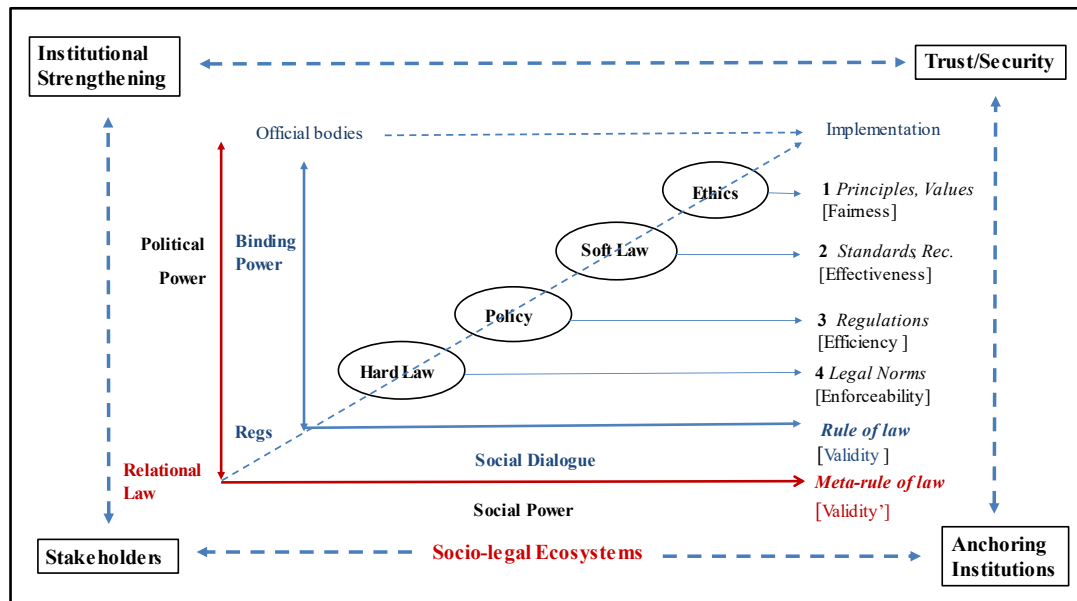 Institutional
Strengthening
Trust/Security
Official bodies
Implementation
Ethics
1 Principles, Values
[Fairness]
Political
Power
Binding
Power
Soft Law
2 Standards, Rec.
[Effectiveness]
Policy
3 Regulations
[Efficiency ]
Hard Law
4 Legal Norms
[Enforceability]
Regs
Rule of law
[Validity ]
Social Dialogue
Relational
Law
Meta-rule of law
[Validity’]
Social Power
Stakeholders
Socio-legal Ecosystems
Anchoring
Institutions